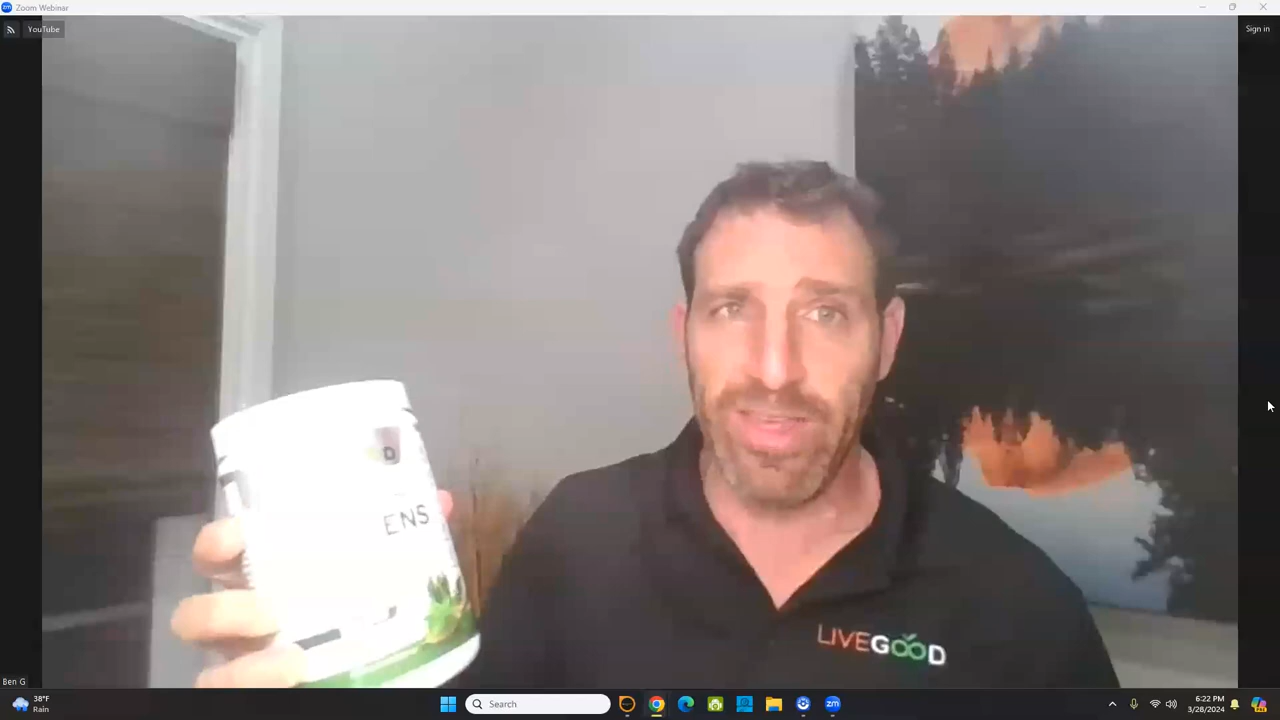 Zoom Webinar
YouTube
Sign in
D
ENS
LIVEGOOD
Ben G
38°F
Rain
Search
6:22 PM
3/28/2024